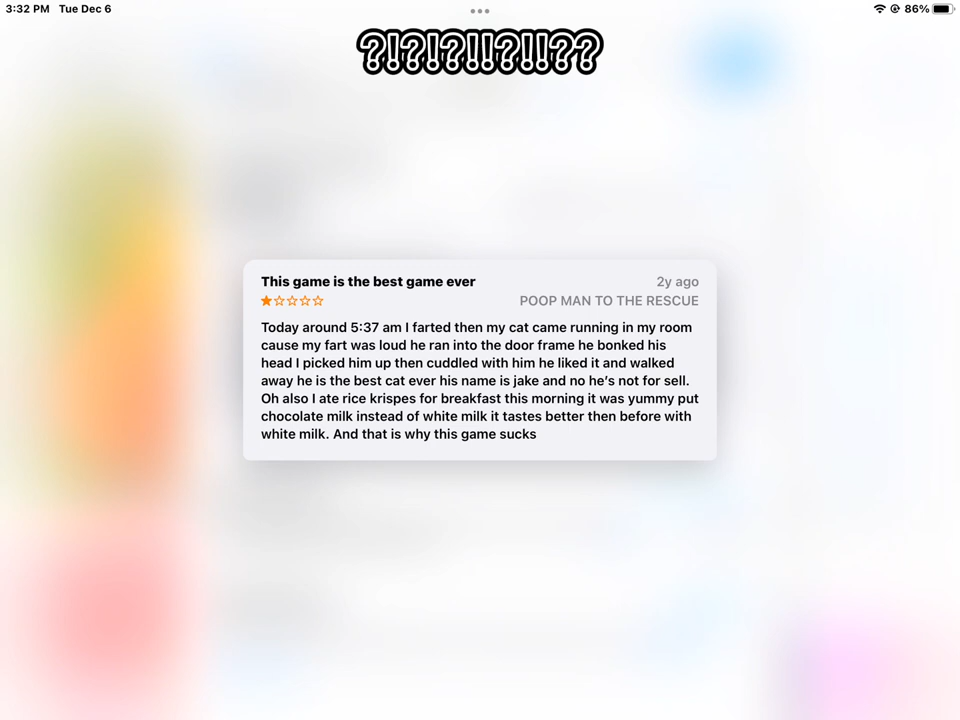 3:32 PM Tue Dec 6
86%
?!?!?!!?!!??
This game is the best game ever
2y ago
POOP MAN TO THE RESCUE
Today around 5:37 am I farted then my cat came running in my room
cause my fart was loud he ran into the door frame he bonked his
head I picked him up then cuddled with him he liked it and walked
away he is the best cat ever his name is jake and no he’s not for sell.
Oh also I ate rice krispes for breakfast this morning it was yummy put
chocolate milk instead of white milk it tastes better then before with
white milk. And that is why this game sucks